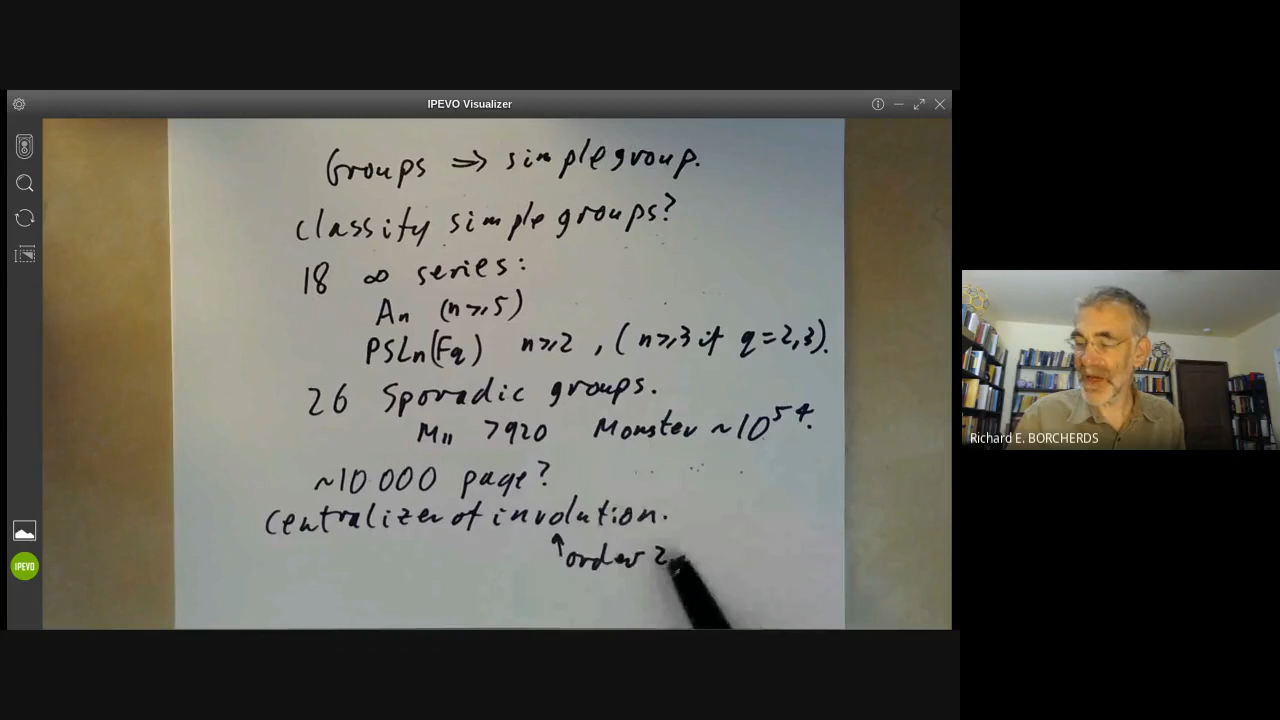 IPEVO Visualizer
Groups ⇒ simple group.
classify simple groups?
18 ∞ series:
An (n≥5)
PSLn(Fq) n≥2, (n≥3 if q=2,3).
26 Sporadic groups.
M11 7920 Monster ~10^54.
~10 000 page?
centralizer of involution.
↑ order 2
IPEVO
Richard E. BORCHERDS